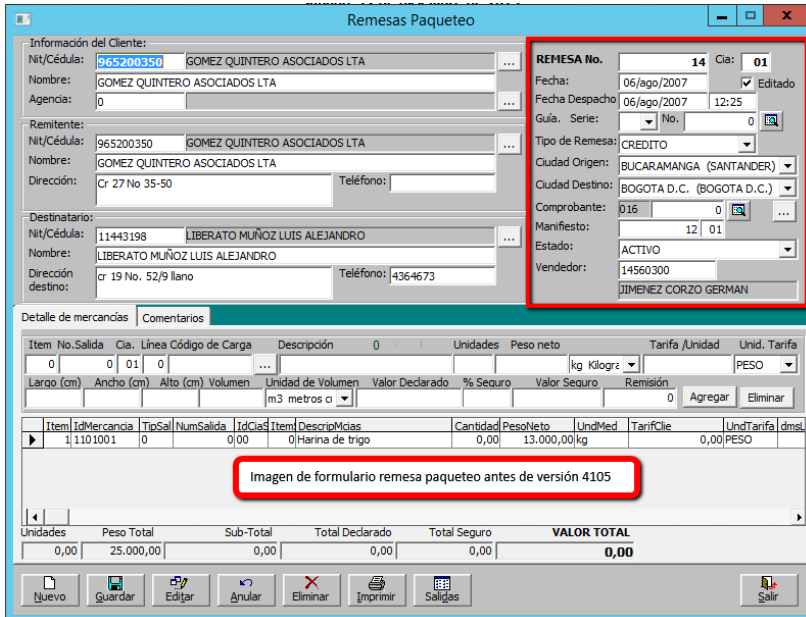 Remesas Paqueteo
Información del Cliente:
Nit/Cédula: 965200350 GOMEZ QUINTERO ASOCIADOS LTA ...
Nombre: GOMEZ QUINTERO ASOCIADOS LTA
Agencia: 0 ...
Remitente:
Nit/Cédula: 965200350 GOMEZ QUINTERO ASOCIADOS LTA ...
Nombre: GOMEZ QUINTERO ASOCIADOS LTA
Dirección: Cr 27 No 35-50 Teléfono:
Destinatario:
Nit/Cédula: 11443198 LIBERATO MUÑOZ LUIS ALEJANDRO ...
Nombre: LIBERATO MUÑOZ LUIS ALEJANDRO
Dirección destino: cr 19 No. 52/9 llano Teléfono: 4364673
REMESA No. 14 Cia: 01
Fecha: 06/ago/2007 Editado
Fecha Despacho 06/ago/2007 12:25
Guía. Serie: No. 0
Tipo de Remesa: CREDITO
Ciudad Origen: BUCARAMANGA (SANTANDER)
Ciudad Destino: BOGOTA D.C. (BOGOTA D.C.)
Comprobante: 016 0 ...
Manifiesto: 12 01
Estado: ACTIVO
Vendedor: 14560300
JIMENEZ CORZO GERMAN
Detalle de mercancías Comentarios
Item No.Salida Cia. Línea Código de Carga Descripción 0 Unidades Peso neto Tarifa /Unidad Unid. Tarifa
0 0 01 0 ... kg Kilogra PESO
Largo (cm) Ancho (cm) Alto (cm) Volumen Unidad de Volumen Valor Declarado % Seguro Valor Seguro Remisión
m3 metros cu 0 Agregar Eliminar
Item IdMercancia TipSal NumSalida IdCiaS Item DescripMcias Cantidad PesoNeto UndMed TarifClie UndTarifa dmsL
1 1101001 0 0 00 0 Harina de trigo 0,00 13.000,00 kg 0,00 PESO
Imagen de formulario remesa paqueteo antes de versión 4105
Unidades Peso Total Sub-Total Total Declarado Total Seguro VALOR TOTAL
0,00 25.000,00 0,00 0,00 0,00 0,00
Nuevo Guardar Editar Anular Eliminar Imprimir Salidas Salir